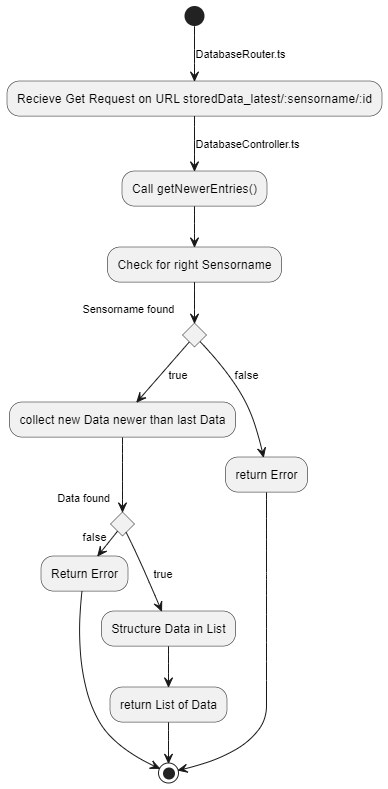 DatabaseRouter.ts
Recieve Get Request on URL storedData_latest/:sensorname/:id
DatabaseController.ts
Call getNewerEntries()
Check for right Sensorname
Sensorname found
true
false
collect new Data newer than last Data
return Error
Data found
false
Return Error
true
Structure Data in List
return List of Data